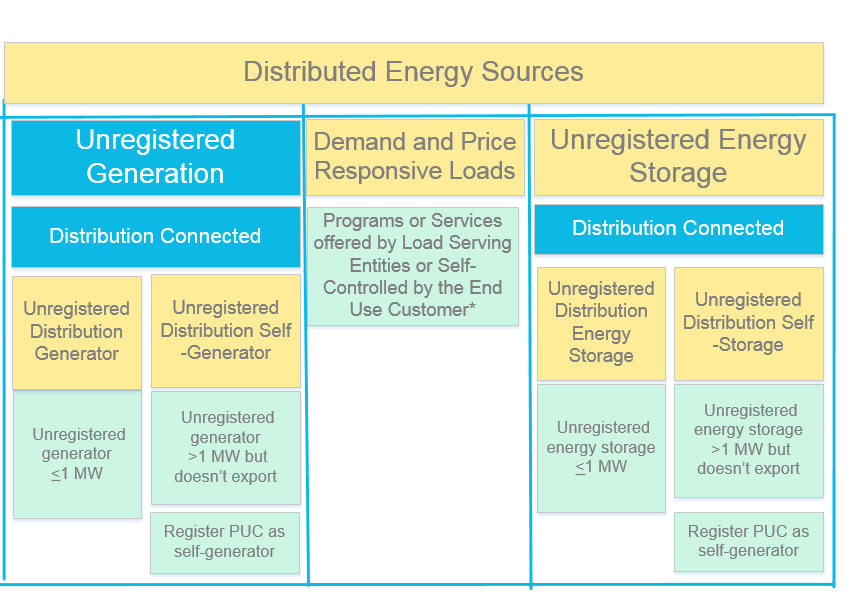 Distributed Energy Sources
Unregistered
Generation
Distribution Connected
Unregistered
Distribution
Generator
Unregistered
Distribution Self
-Generator
Unregistered
generator
≤1 MW
Unregistered
generator
>1 MW but
doesn’t export
Register PUC as
self-generator
Demand and Price
Responsive Loads
Programs or Services
offered by Load Serving
Entities or Self-
Controlled by the End
Use Customer*
Unregistered Energy
Storage
Distribution Connected
Unregistered
Distribution
Energy
Storage
Unregistered
Distribution Self
-Storage
Unregistered
energy storage
≤1 MW
Unregistered
energy storage
>1 MW but
doesn’t export
Register PUC as
self-generator